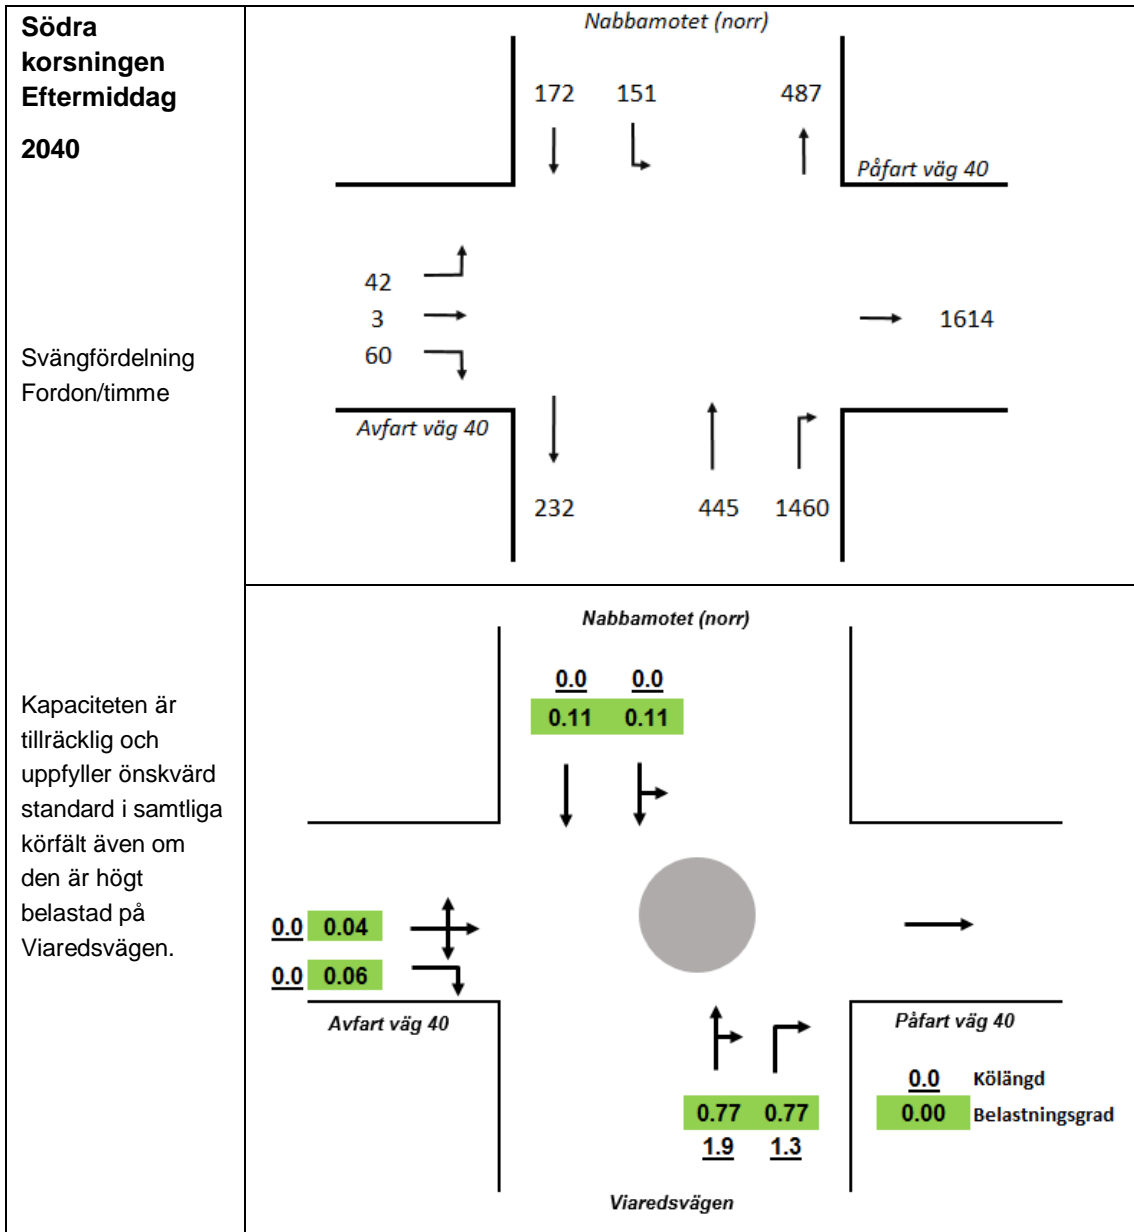 Södra
korsningen
Eftermiddag
2040
Svängfördelning
Fordon/timme
Nabbamotet (norr)
172 151 487
Påfart väg 40
42
3
60
1614
Avfart väg 40
232 445 1460
Kapaciteten är
tillräcklig och
uppfyller önskvärd
standard i samtliga
körfält även om
den är högt
belastad på
Viaredsvägen.
Nabbamotet (norr)
0.0 0.0
0.11 0.11
0.0 0.04
0.0 0.06
Avfart väg 40
Påfart väg 40
0.77 0.77
1.9 1.3
0.0 Kölängd
0.00 Belastningsgrad
Viaredsvägen